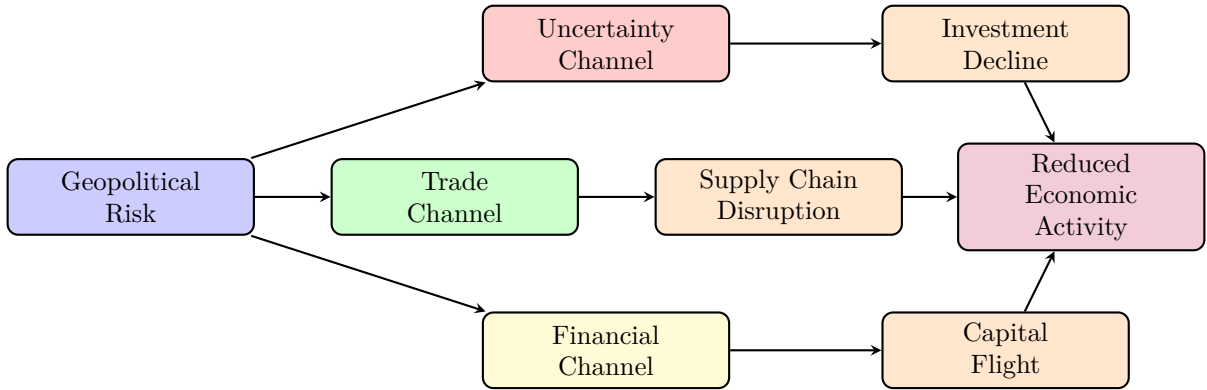 Uncertainty
Channel
Investment
Decline
Geopolitical
Risk
Trade
Channel
Supply Chain
Disruption
Reduced
Economic
Activity
Financial
Channel
Capital
Flight